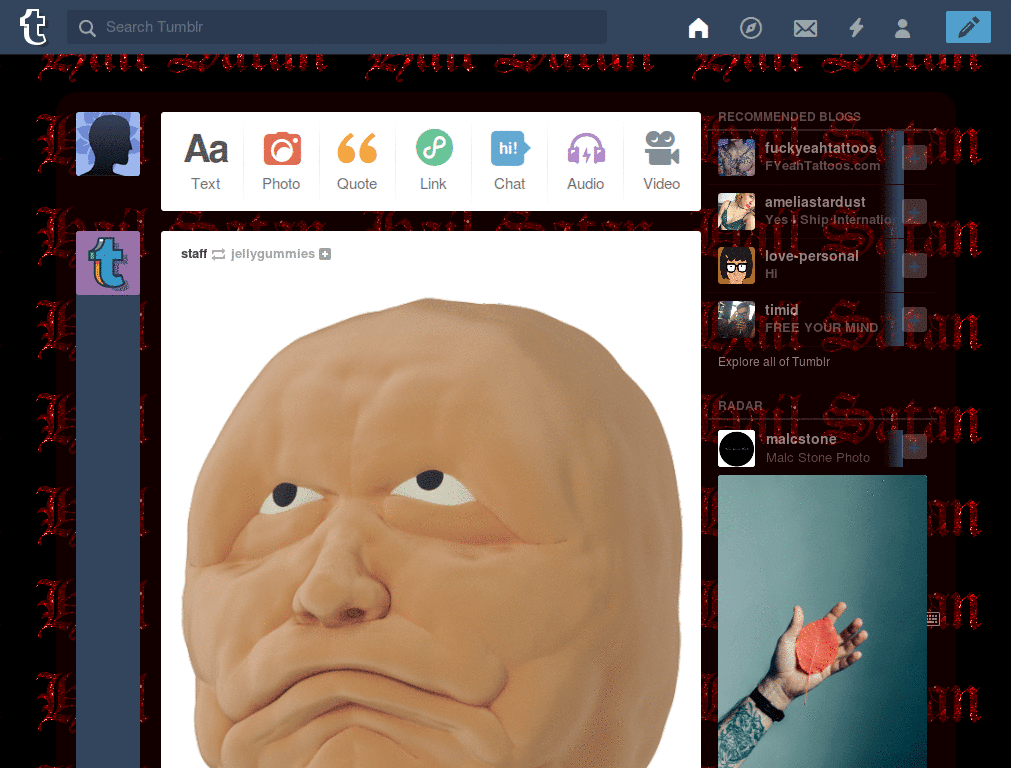 t
Search Tumblr
Hail Satan Hail Satan Hail Satan
Aa
Text
Photo
Quote
Link
hi!
Chat
Audio
Video
RECOMMENDED BLOGS
fuckyeahtattoos
FYeahTattoos.com
ameliastardust
Yes I Ship Internatio
love-personal
Hi
timid
FREE YOUR MIND
Explore all of Tumblr
RADAR
malcstone
Malc Stone Photo
t
staff jellygummies